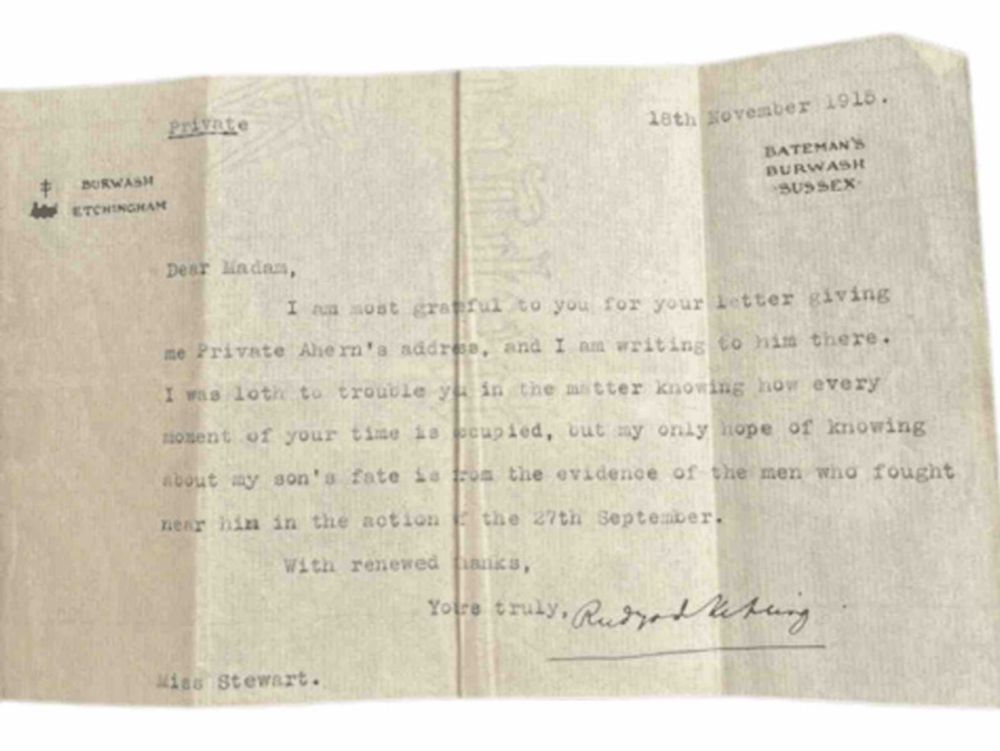 Private
18th November 1915.
BURWASH
ETCHINGHAM
BATEMAN'S
BURWASH
SUSSEX
Dear Madam,
I am most grateful to you for your letter giving
me Private Ahern's address, and I am writing to him there.
I was loth to trouble you in the matter knowing how every
moment of your time is occupied, but my only hope of knowing
about my son's fate is from the evidence of the men who fought
near him in the action of the 27th September.
With renewed thanks,
Yours truly, Rudyard Kipling
Miss Stewart.